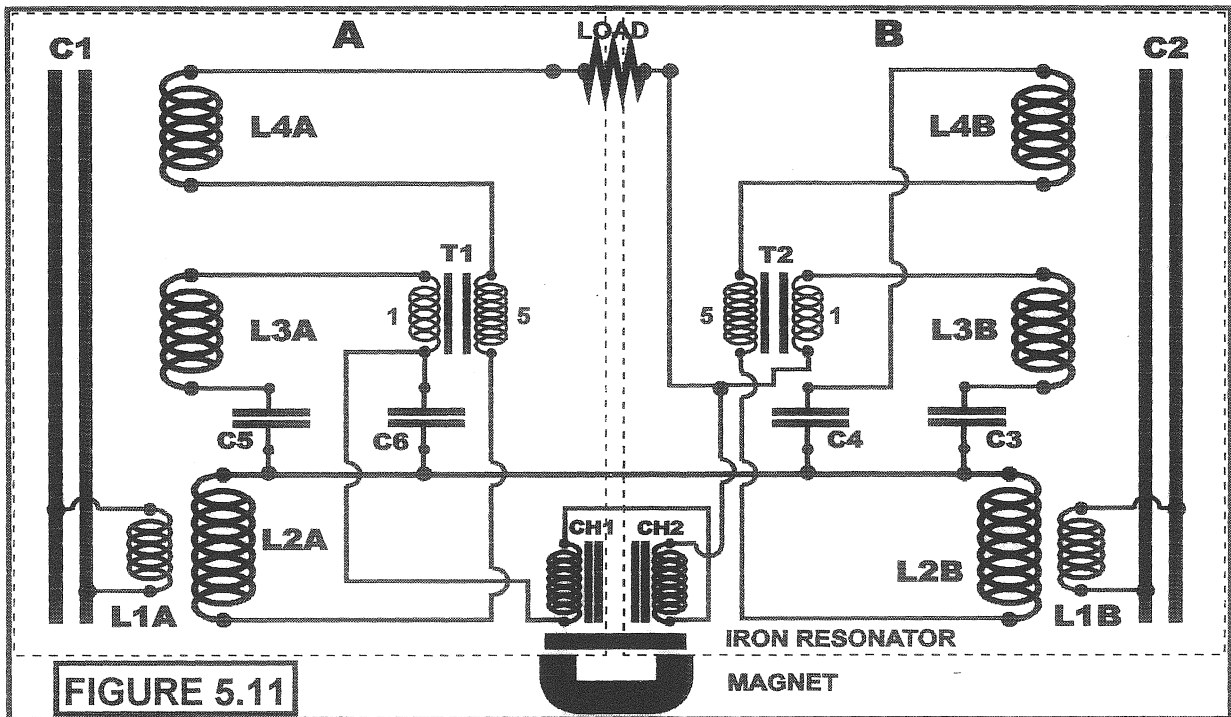 A
LOAD
B
C1
C2
L4A
L4B
T1
T2
1
5
5
1
L3A
L3B
C5
C6
C4
C3
L2A
CH1
CH2
L2B
L1A
L1B
IRON RESONATOR
MAGNET
FIGURE 5.11